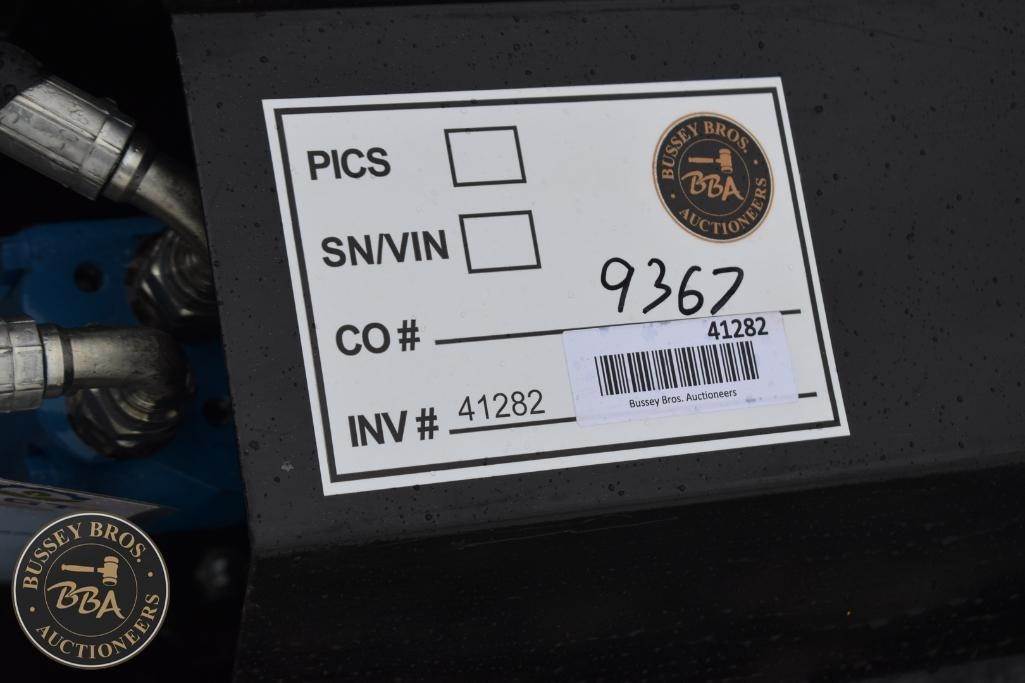 PICS
BUSSEY BROS.
BBA
AUCTIONEERS
SN/VIN
9367
CO #
41282
Bussey Bros. Auctioneers
INV # 41282
BUSSEY BROS.
BBA
AUCTIONEERS